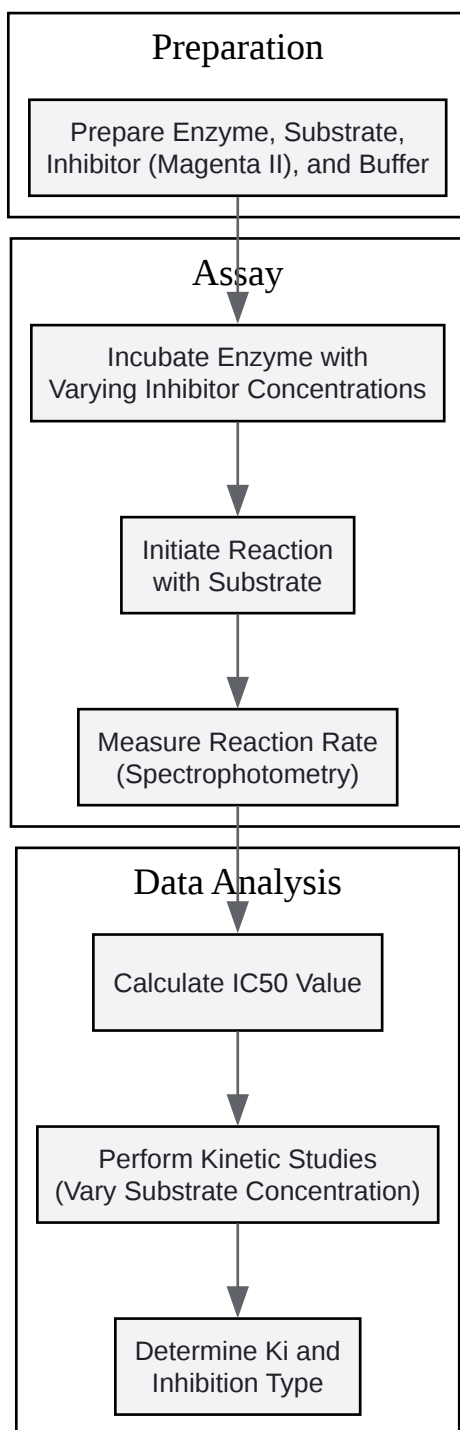 Preparation
Prepare Enzyme, Substrate,
Inhibitor (Magenta II), and Buffer
Assay
Incubate Enzyme with
Varying Inhibitor Concentrations
Initiate Reaction
with Substrate
Measure Reaction Rate
(Spectrophotometry)
Data Analysis
Calculate IC50 Value
Perform Kinetic Studies
(Vary Substrate Concentration)
Determine Ki and
Inhibition Type